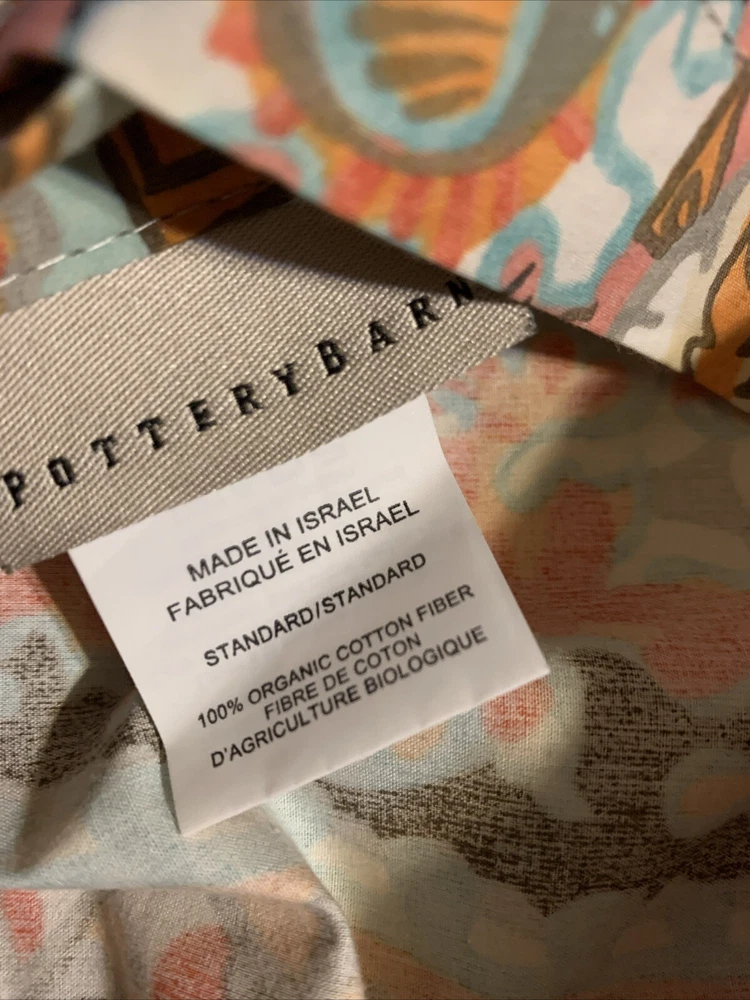 POTTERYBARN
MADE IN ISRAEL
FABRIQUÉ EN ISRAEL
STANDARD/STANDARD
100% ORGANIC COTTON FIBER
FIBRE DE COTON
D'AGRICULTURE BIOLOGIQUE